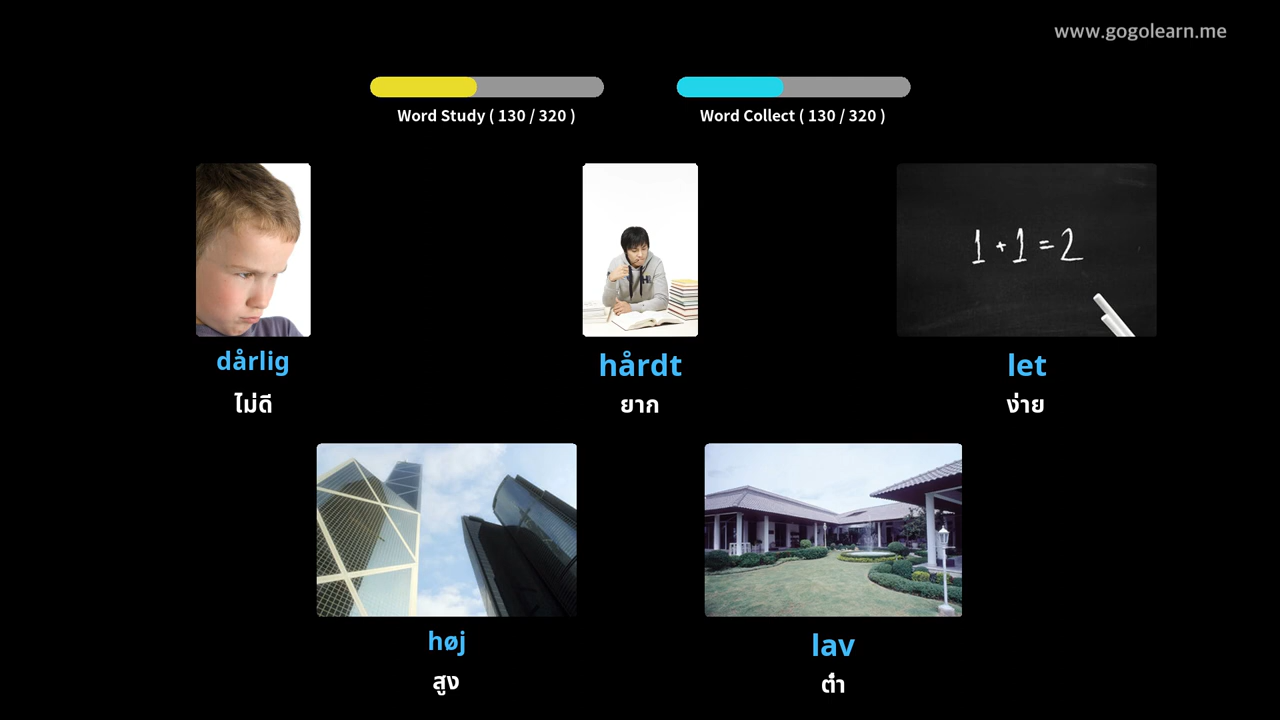 www.gogolearn.me
Word Study ( 130 / 320 )
Word Collect ( 130 / 320 )
1 + 1 = 2
dårlig
ไม่ดี
hårdt
ยาก
let
ง่าย
høj
สูง
lav
ต่ำ